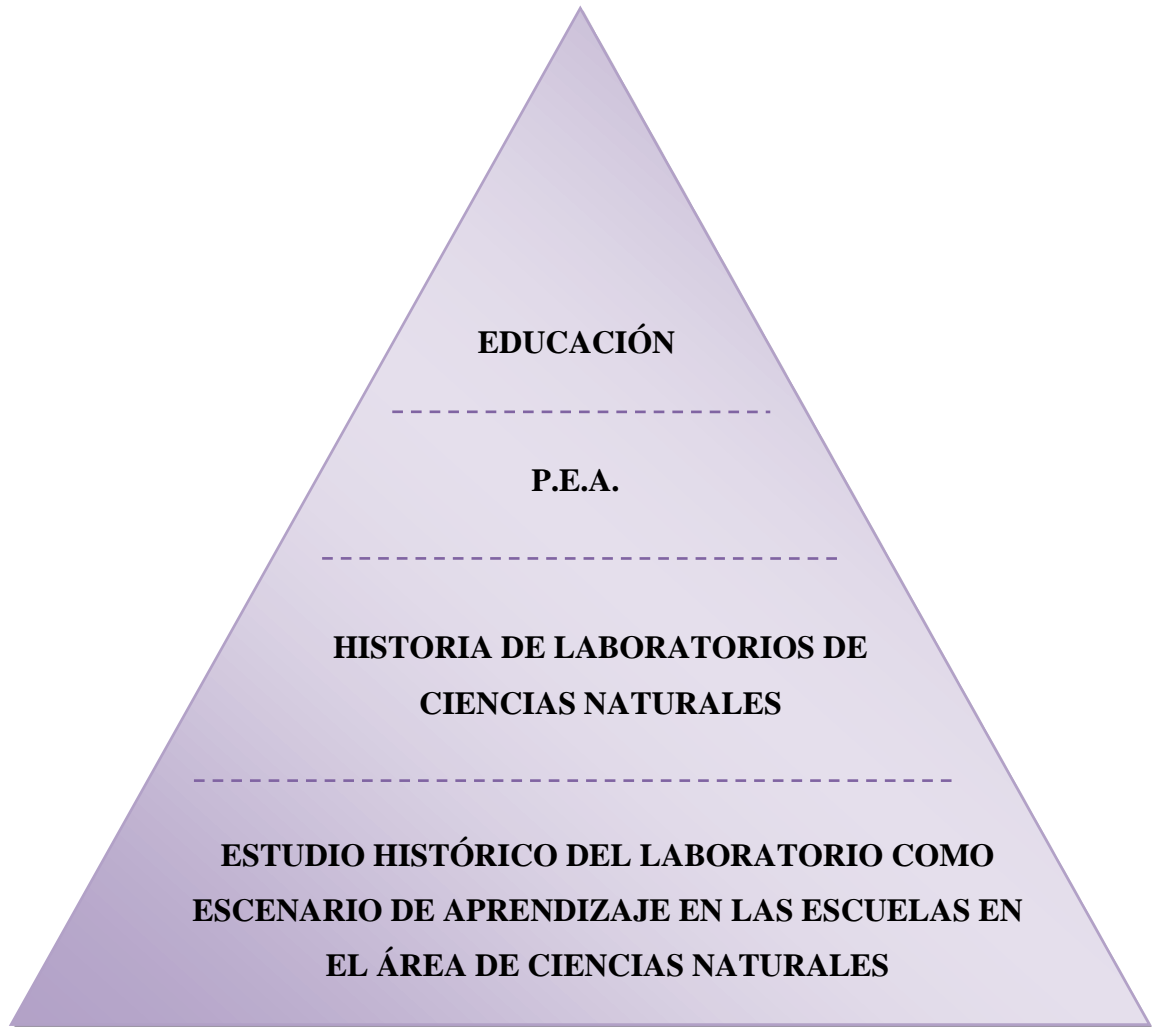 EDUCACIÓN
P.E.A.
HISTORIA DE LABORATORIOS DE
CIENCIAS NATURALES
ESTUDIO HISTÓRICO DEL LABORATORIO COMO
ESCENARIO DE APRENDIZAJE EN LAS ESCUELAS EN
EL ÁREA DE CIENCIAS NATURALES